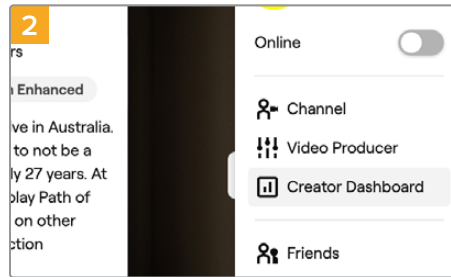 2
rs
Enhanced
ve in Australia.
to not be a
ly 27 years. At
play Path of
on other
ction
Online
Channel
Video Producer
Creator Dashboard
Friends